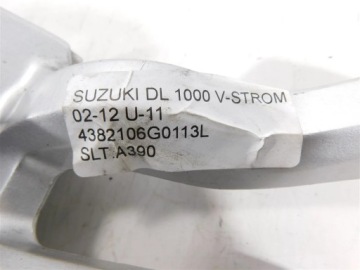 SUZUKI DL 1000 V-STROM
02-12 U-11
4382106G0113L
SLT.A390